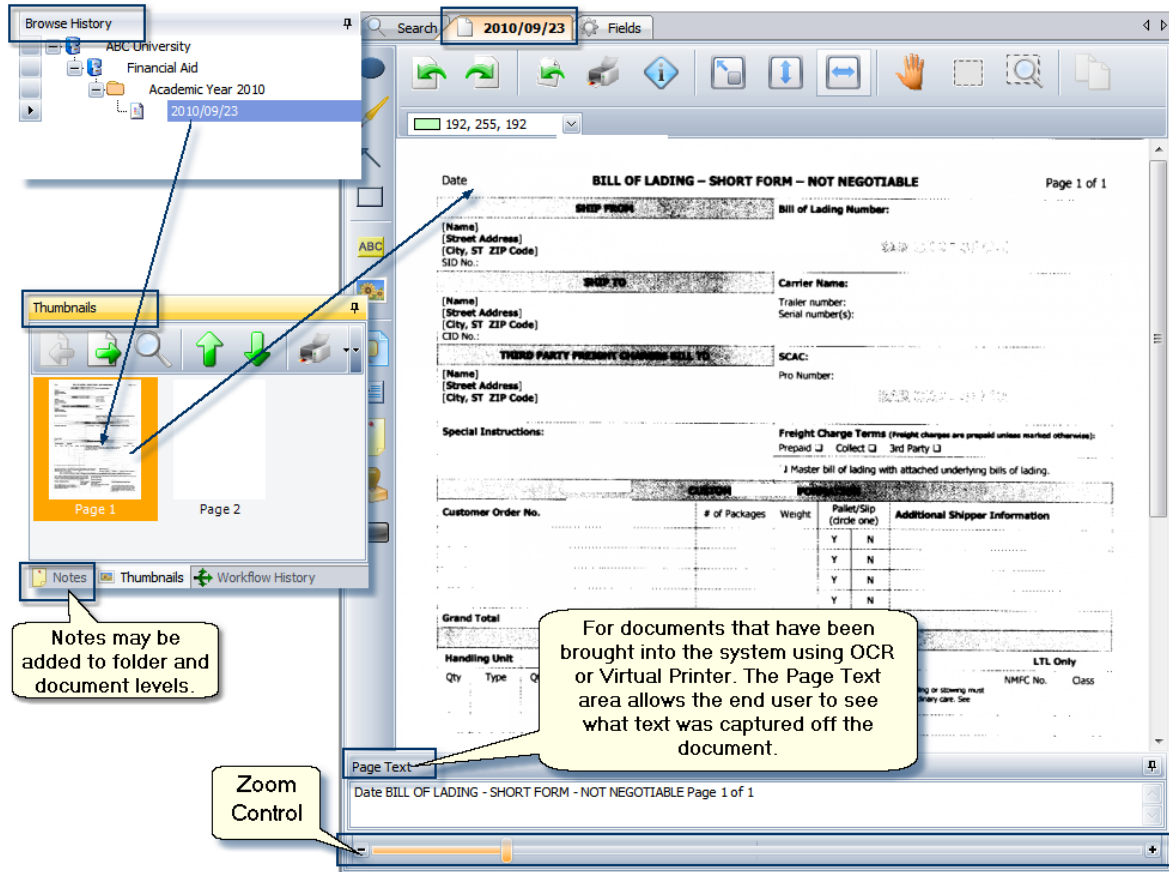 Browse History
ABC University
Financial Aid
Academic Year 2010
2010/09/23
Search
2010/09/23
Fields
192, 255, 192
ABC
Date
BILL OF LADING – SHORT FORM – NOT NEGOTIABLE
Page 1 of 1
SHIP FROM
Bill of Lading Number:
[Name]
[Street Address]
[City, ST ZIP Code]
SID No.:
SHIP TO
Carrier Name:
[Name]
[Street Address]
[City, ST ZIP Code]
CID No.:
Trailer number:
Serial number(s):
THIRD PARTY FREIGHT CHARGES BILL TO
SCAC:
[Name]
[Street Address]
[City, ST ZIP Code]
Pro Number:
Special Instructions:
Freight Charge Terms (Freight charges are prepaid unless marked otherwise):
Prepaid ❑ Collect ❑ 3rd Party ❑
Master bill of lading with attached underlying bills of lading.
Customer Order No.
# of Packages
Weight
Pallet/Slip
(circle one)
Additional Shipper Information
Y N
Y N
Y N
Y N
Grand Total
Handling Unit
LTL Only
Qty Type
NMFC No. Class
Thumbnails
Page 1
Page 2
Notes
Thumbnails
Workflow History
Notes may be
added to folder and
document levels.
For documents that have been
brought into the system using OCR
or Virtual Printer. The Page Text
area allows the end user to see
what text was captured off the
document.
Page Text
Date BILL OF LADING - SHORT FORM - NOT NEGOTIABLE Page 1 of 1
Zoom
Control